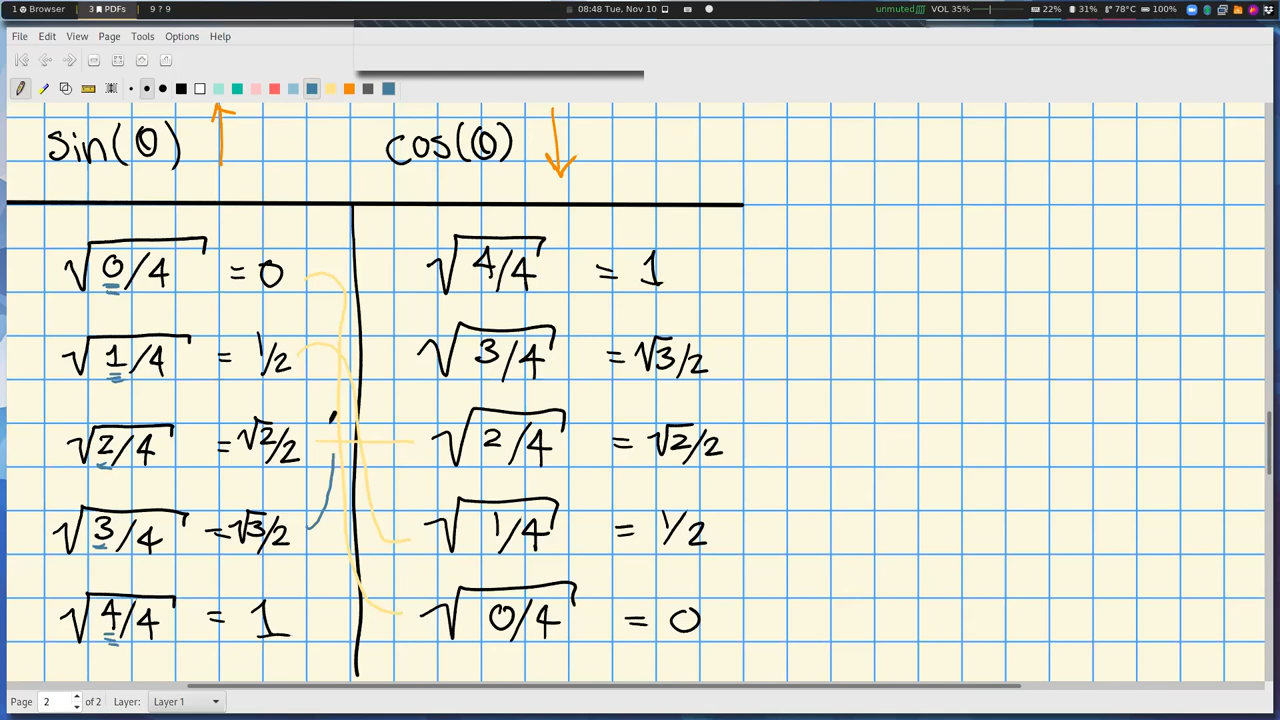 1 Browser 3 PDFs 9 ? 9 08:48 Tue, Nov 10 unmuted VOL 35% 22% 31% 78°C 100%
File Edit View Page Tools Options Help
sin(θ) ↑ cos(θ) ↓
√0/4 = 0 √4/4 = 1
√1/4 = 1/2 √3/4 = √3/2
√2/4 = √2/2 √2/4 = √2/2
√3/4 = √3/2 √1/4 = 1/2
√4/4 = 1 √0/4 = 0
Page 2 of 2 Layer: Layer 1